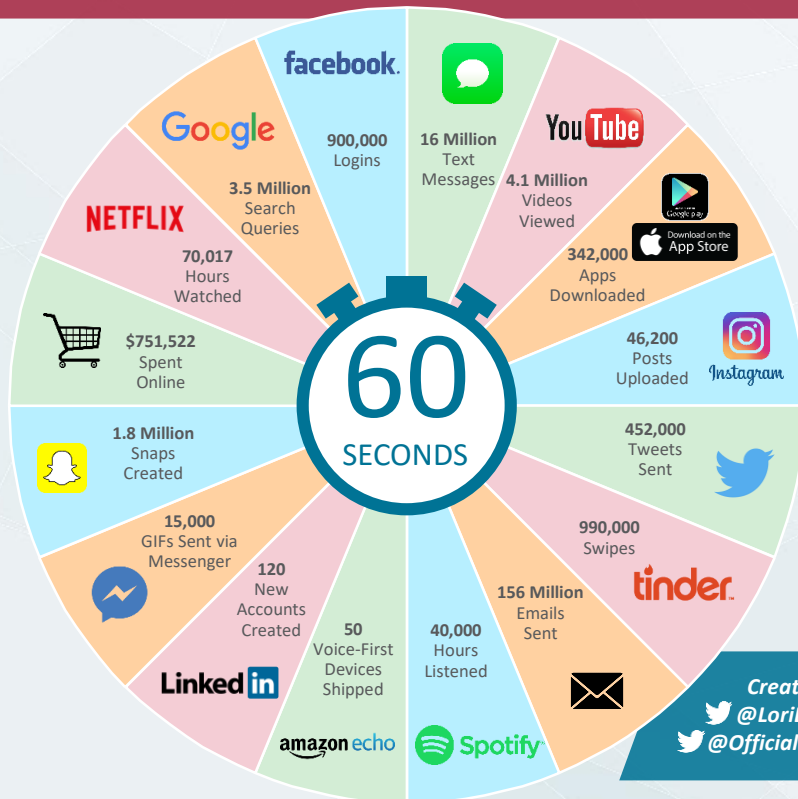 facebook.
900,000
Logins
16 Million
Text
Messages
You Tube
4.1 Million
Videos
Viewed
Google play
Download on the
App Store
342,000
Apps
Downloaded
46,200
Posts
Uploaded
Instagram
452,000
Tweets
Sent
990,000
Swipes
tinder
156 Million
Emails
Sent
40,000
Hours
Listened
Spotify
50
Voice-First
Devices
Shipped
amazon echo
120
New
Accounts
Created
Linked in
15,000
GIFs Sent via
Messenger
1.8 Million
Snaps
Created
$751,522
Spent
Online
NETFLIX
70,017
Hours
Watched
Google
3.5 Million
Search
Queries
60
SECONDS
@Official